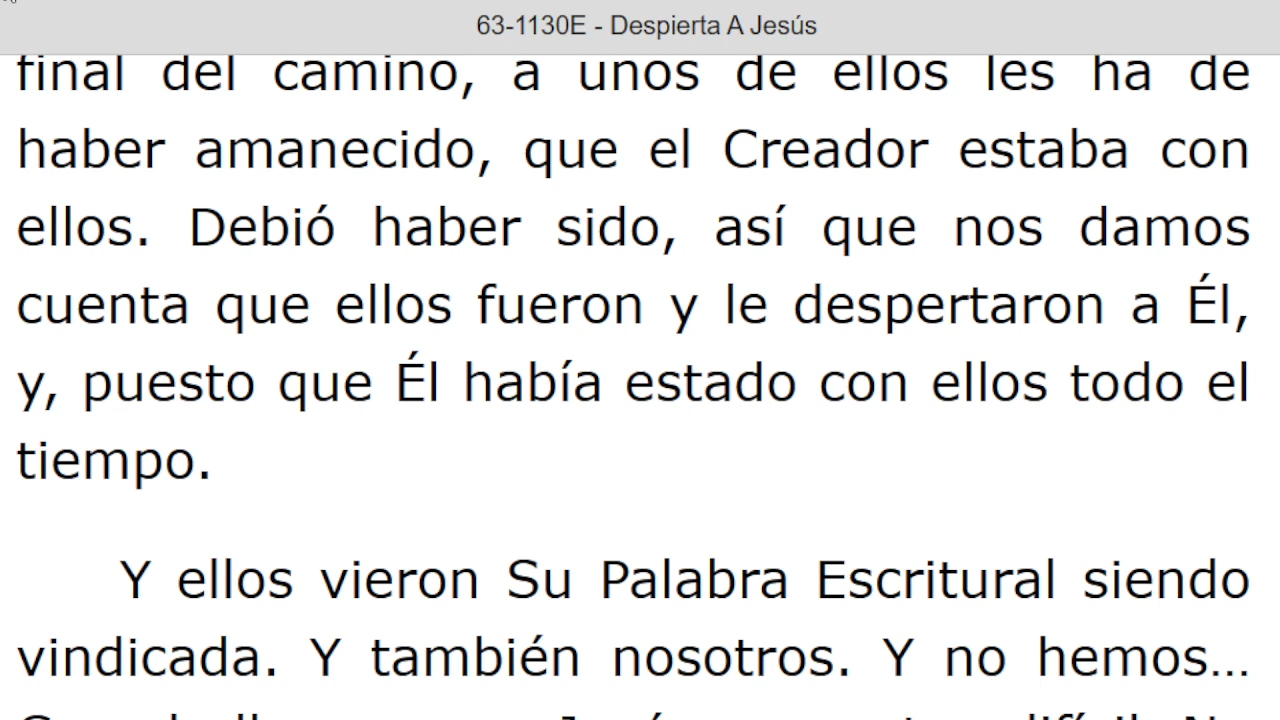 63-1130E - Despierta A Jesús
final del camino, a unos de ellos les ha de
haber amanecido, que el Creador estaba con
ellos. Debió haber sido, así que nos damos
cuenta que ellos fueron y le despertaron a Él,
y, puesto que Él había estado con ellos todo el
tiempo.
Y ellos vieron Su Palabra Escritural siendo
vindicada. Y también nosotros. Y no hemos...